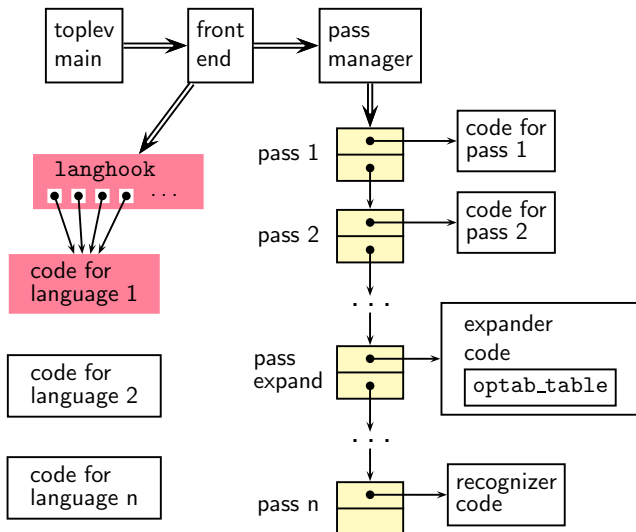 toplev
main
front
end
pass
manager
langhook
...
code for
language 1
code for
language 2
code for
language n
pass 1
code for
pass 1
pass 2
code for
pass 2
...
pass
expand
expander
code
optab_table
...
pass n
recognizer
code